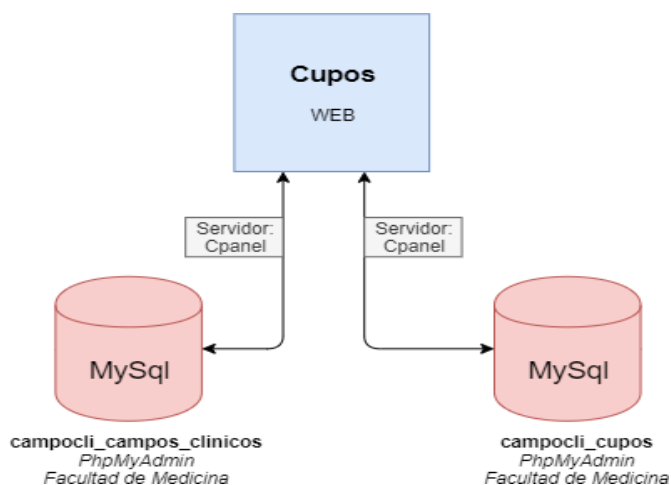 Cupos
WEB
Servidor:
Cpanel
Servidor:
Cpanel
MySql
MySql
campocli_campos_clinicos
PhpMyAdmin
Facultad de Medicina
campocli_cupos
PhpMyAdmin
Facultad de Medicina